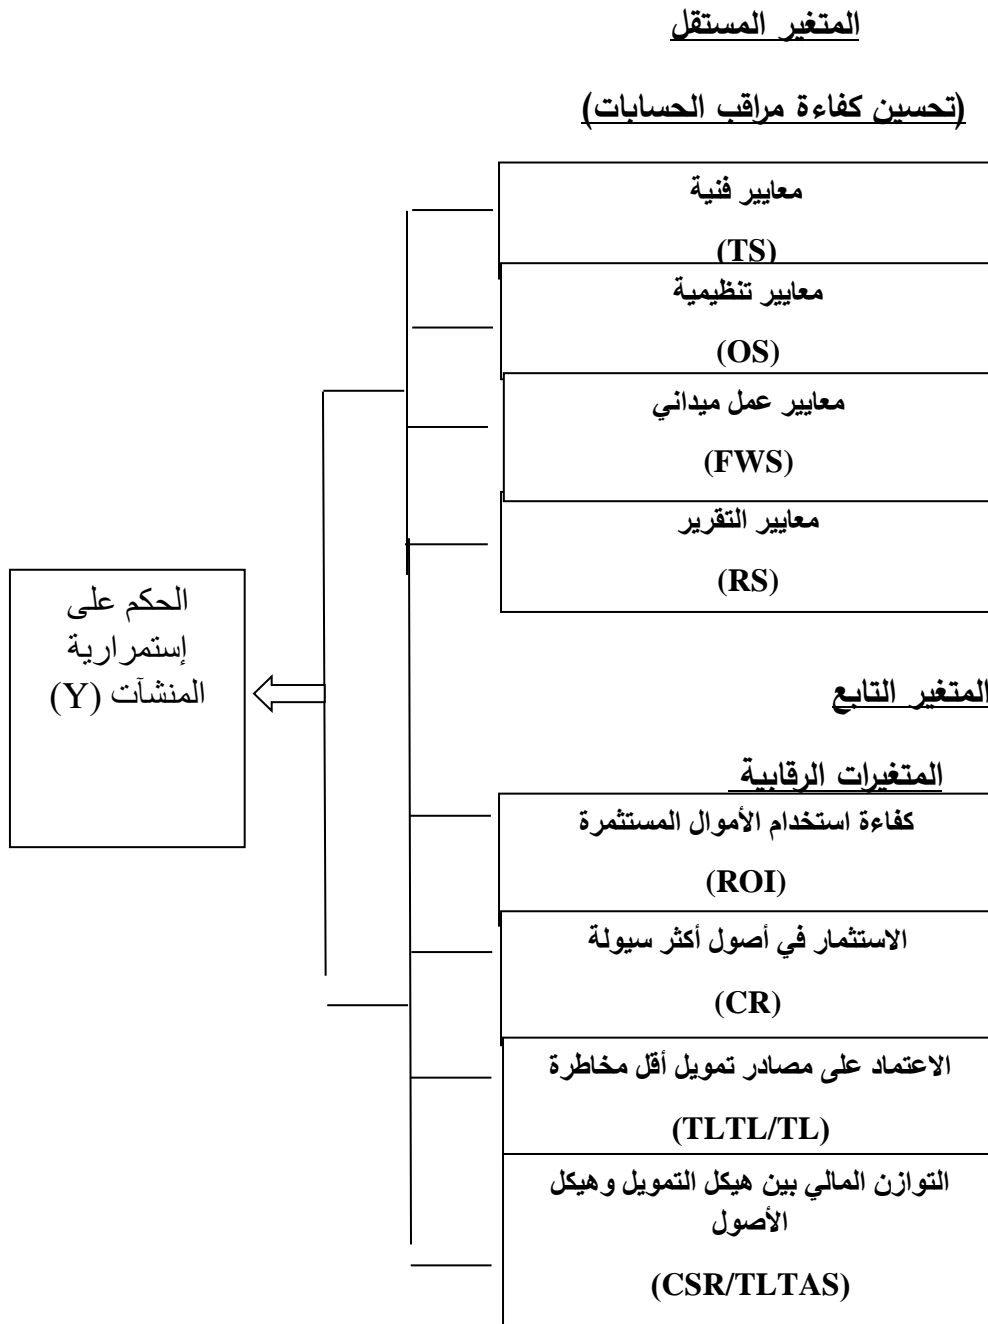 المتغير المستقل
(تحسين كفاءة مراقب الحسابات)
معايير فنية
(TS)
معايير تنظيمية
(OS)
معايير عمل ميداني
(FWS)
معايير التقرير
(RS)
الحكم على
إستمرارية
المنشآت (Y)
المتغير التابع
المتغيرات الرقابية
كفاءة استخدام الأموال المستثمرة
(ROI)
الاستثمار في أصول أكثر سيولة
(CR)
الاعتماد على مصادر تمويل أقل مخاطرة
(TLTL/TL)
التوازن المالي بين هيكل التمويل وهيكل
الأصول
(CSR/TLTAS)